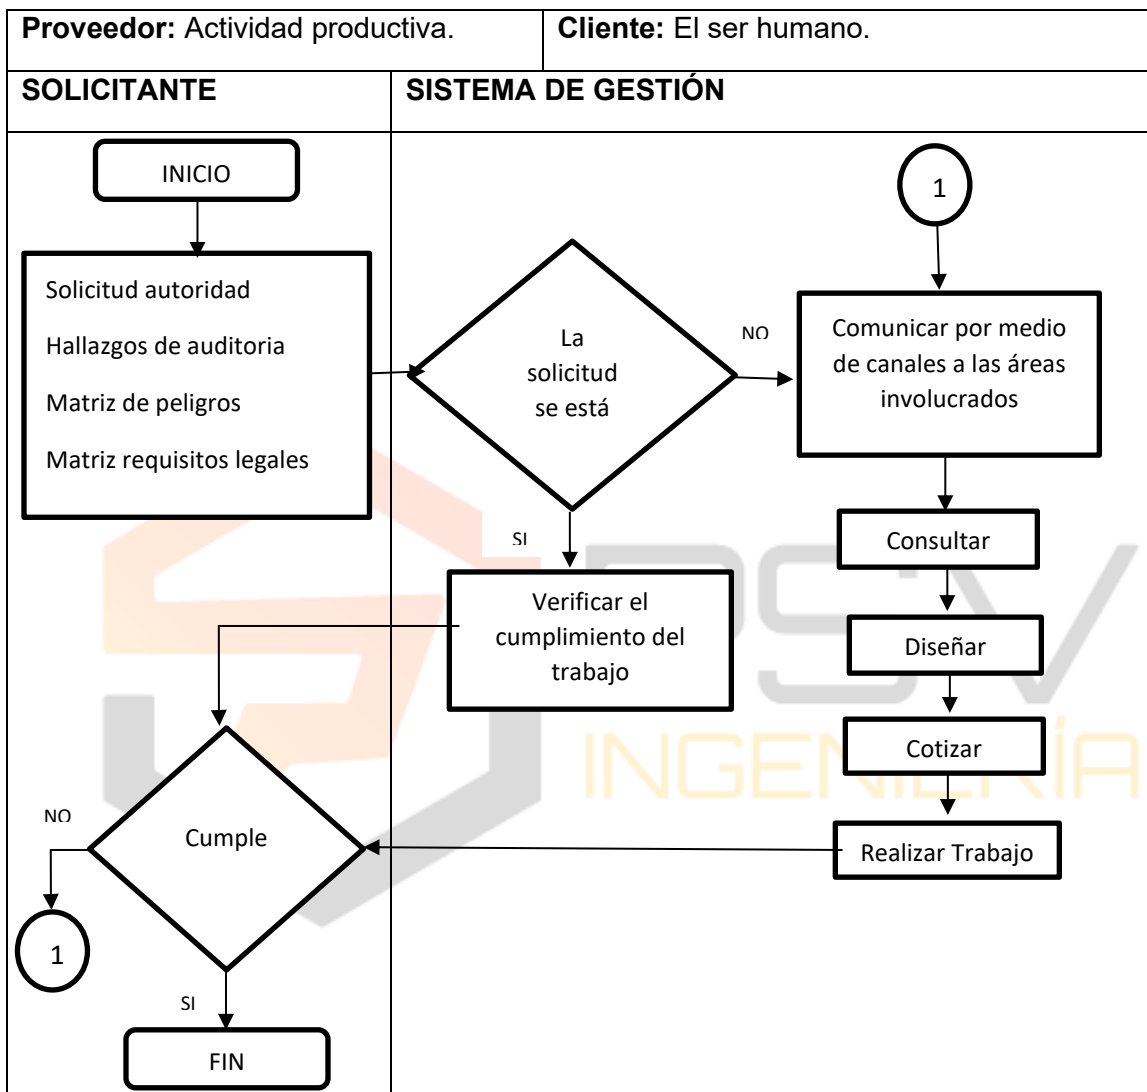 Proveedor: Actividad productiva.
Cliente: El ser humano.
SOLICITANTE
SISTEMA DE GESTIÓN
INICIO
Solicitud autoridad
Hallazgos de auditoria
Matriz de peligros
Matriz requisitos legales
La
solicitud
se está
NO
SI
1
Comunicar por medio
de canales a las áreas
involucrados
Consultar
Diseñar
Cotizar
Realizar Trabajo
Verificar el
cumplimiento del
trabajo
Cumple
NO
1
SI
FIN
PSV
INGENIERÍA